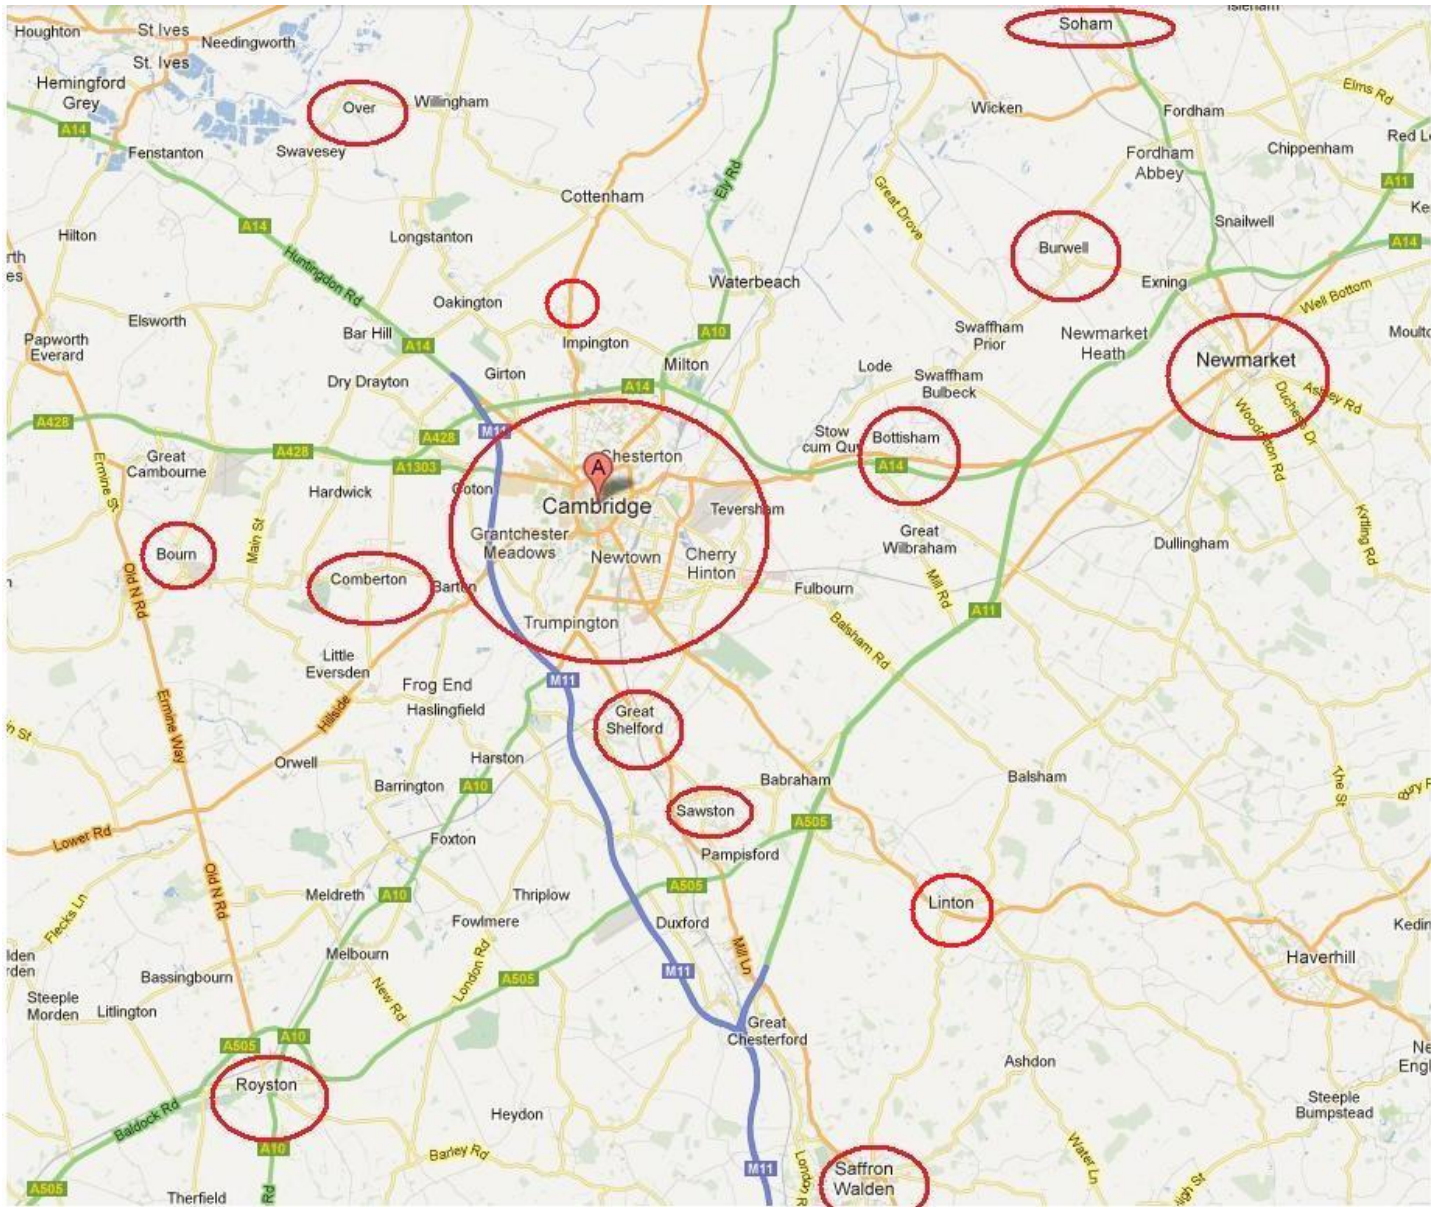 Houghton
St Ives
St. Ives
Needingworth
Soham
Hemingford
Grey
Over
Willingham
Wicken
Fordham
Elms Rd
A14
Fenstanton
Swavesey
Ely Rd
Fordham
Abbey
Chippenham
A11
Cottenham
Great Drove
Snailwell
A14
Hilton
A14
Longstanton
Burwell
A14
Huntingdon Rd
Oakington
Waterbeach
Exning
Well Bottom
Elsworth
Bar Hill
A14
Impington
A10
Swaffham
Prior
Newmarket
Heath
Papworth
Everard
Dry Drayton
Girton
Milton
Lode
Swaffham
Bulbeck
Newmarket
A14
Ashley Rd
Duchess Dr
Woodditton Rd
A428
A428
M11
Stow
cum Quy
Bottisham
A14
Great
Cambourne
A428
A1303
Chesterton
A
Ermine St
Hardwick
Coton
Cambridge
Teversham
Great
Wilbraham
Dullingham
Kirtling Rd
Bourn
Main St
Grantchester
Meadows
Newtown
Cherry
Hinton
Comberton
Barton
Fulbourn
Mill Rd
A11
Old N Rd
Trumpington
Balsham Rd
Little
Eversden
Frog End
Haslingfield
M11
Hillside
Ermine Way
Great
Shelford
Orwell
Harston
Barrington
A10
Babraham
Balsham
The St
Sawston
A505
Lower Rd
Foxton
Pampisford
Old N Rd
Meldreth
A10
Thriplow
A505
Linton
Flecks Ln
Fowlmere
Duxford
Mill Ln
Melbourn
London Rd
Haverhill
Bassingbourn
New Rd
A505
M11
Steeple
Morden
Litlington
Great
Chesterford
A505
A10
Ashdon
Royston
Baldock Rd
Heydon
Steeple
Bumpstead
A10
Barley Rd
M11
London R
Saffron
Walden
Water Ln
A505
Therfield
Rd